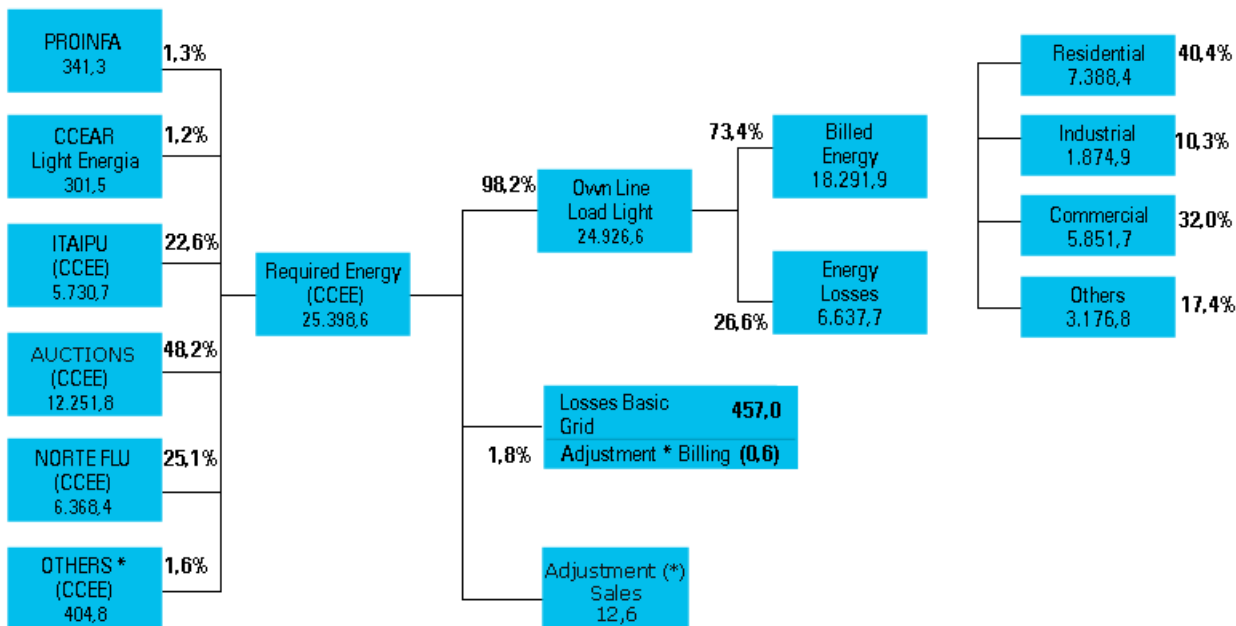 PROINFA
341,3
1,3%
CCEAR
Light Energia
301,5
1,2%
ITAIPU
(CCEE)
5.730,7
22,6%
AUCTIONS
(CCEE)
12.251,8
48,2%
NORTE FLU
(CCEE)
6.368,4
25,1%
OTHERS *
(CCEE)
404,8
1,6%
Required Energy
(CCEE)
25.398,6
98,2%
Own Line
Load Light
24.926,6
1,8%
Losses Basic 457,0
Grid
Adjustment * Billing (0,6)
Adjustment (*)
Sales
12,6
73,4%
Billed
Energy
18.291,9
26,6%
Energy
Losses
6.637,7
Residential
7.388,4
40,4%
Industrial
1.874,9
10,3%
Commercial
5.851,7
32,0%
Others
3.176,8
17,4%